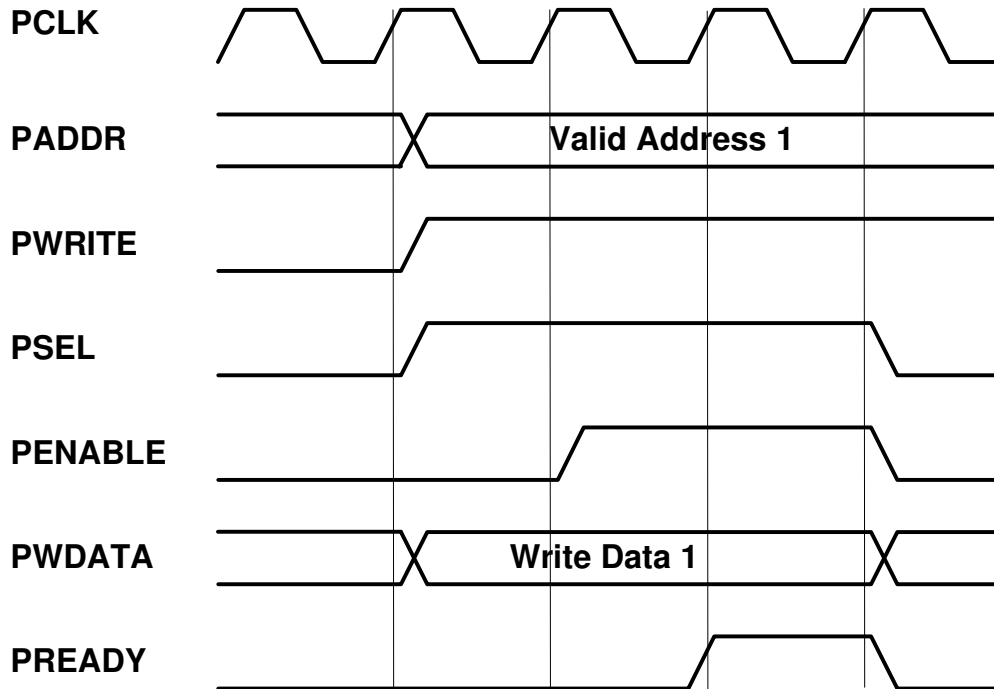 PCLK
PADDR
Valid Address 1
PWRITE
PSEL
PENABLE
PWDATA
Write Data 1
PREADY